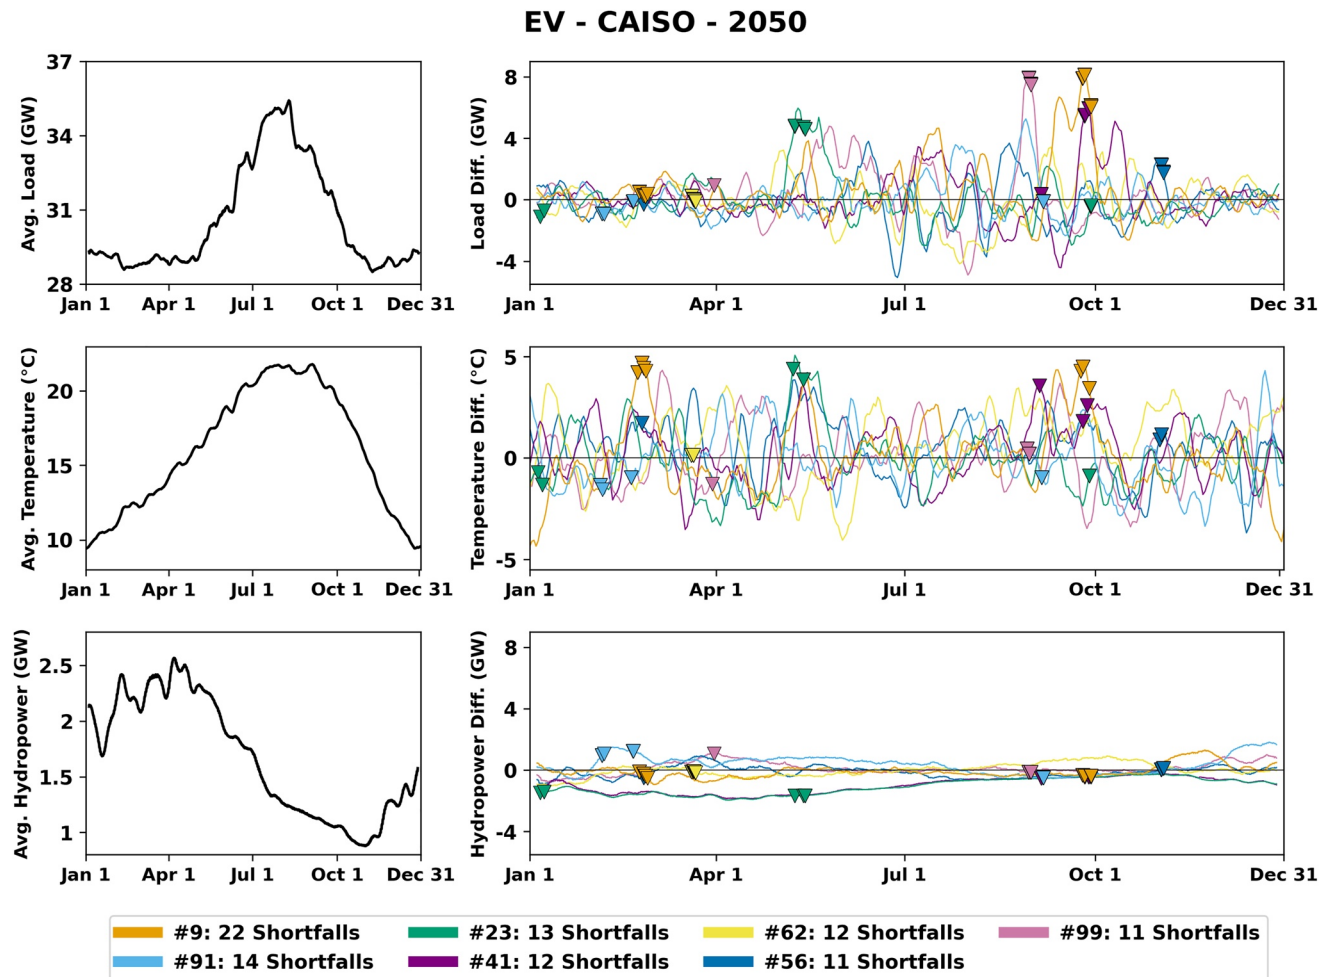 EV - CAISO - 2050
Avg. Load (GW)
37
34
31
28
Jan 1 Apr 1 Jul 1 Oct 1 Dec 31
Load Diff. (GW)
8
4
0
-4
Jan 1 Apr 1 Jul 1 Oct 1 Dec 31
Avg. Temperature (°C)
20
15
10
Jan 1 Apr 1 Jul 1 Oct 1 Dec 31
Temperature Diff. (°C)
5
0
-5
Jan 1 Apr 1 Jul 1 Oct 1 Dec 31
Avg. Hydropower (GW)
2.5
2
1.5
1
Jan 1 Apr 1 Jul 1 Oct 1 Dec 31
Hydropower Diff. (GW)
8
4
0
-4
Jan 1 Apr 1 Jul 1 Oct 1 Dec 31
#9: 22 Shortfalls #23: 13 Shortfalls #62: 12 Shortfalls #99: 11 Shortfalls
#91: 14 Shortfalls #41: 12 Shortfalls #56: 11 Shortfalls